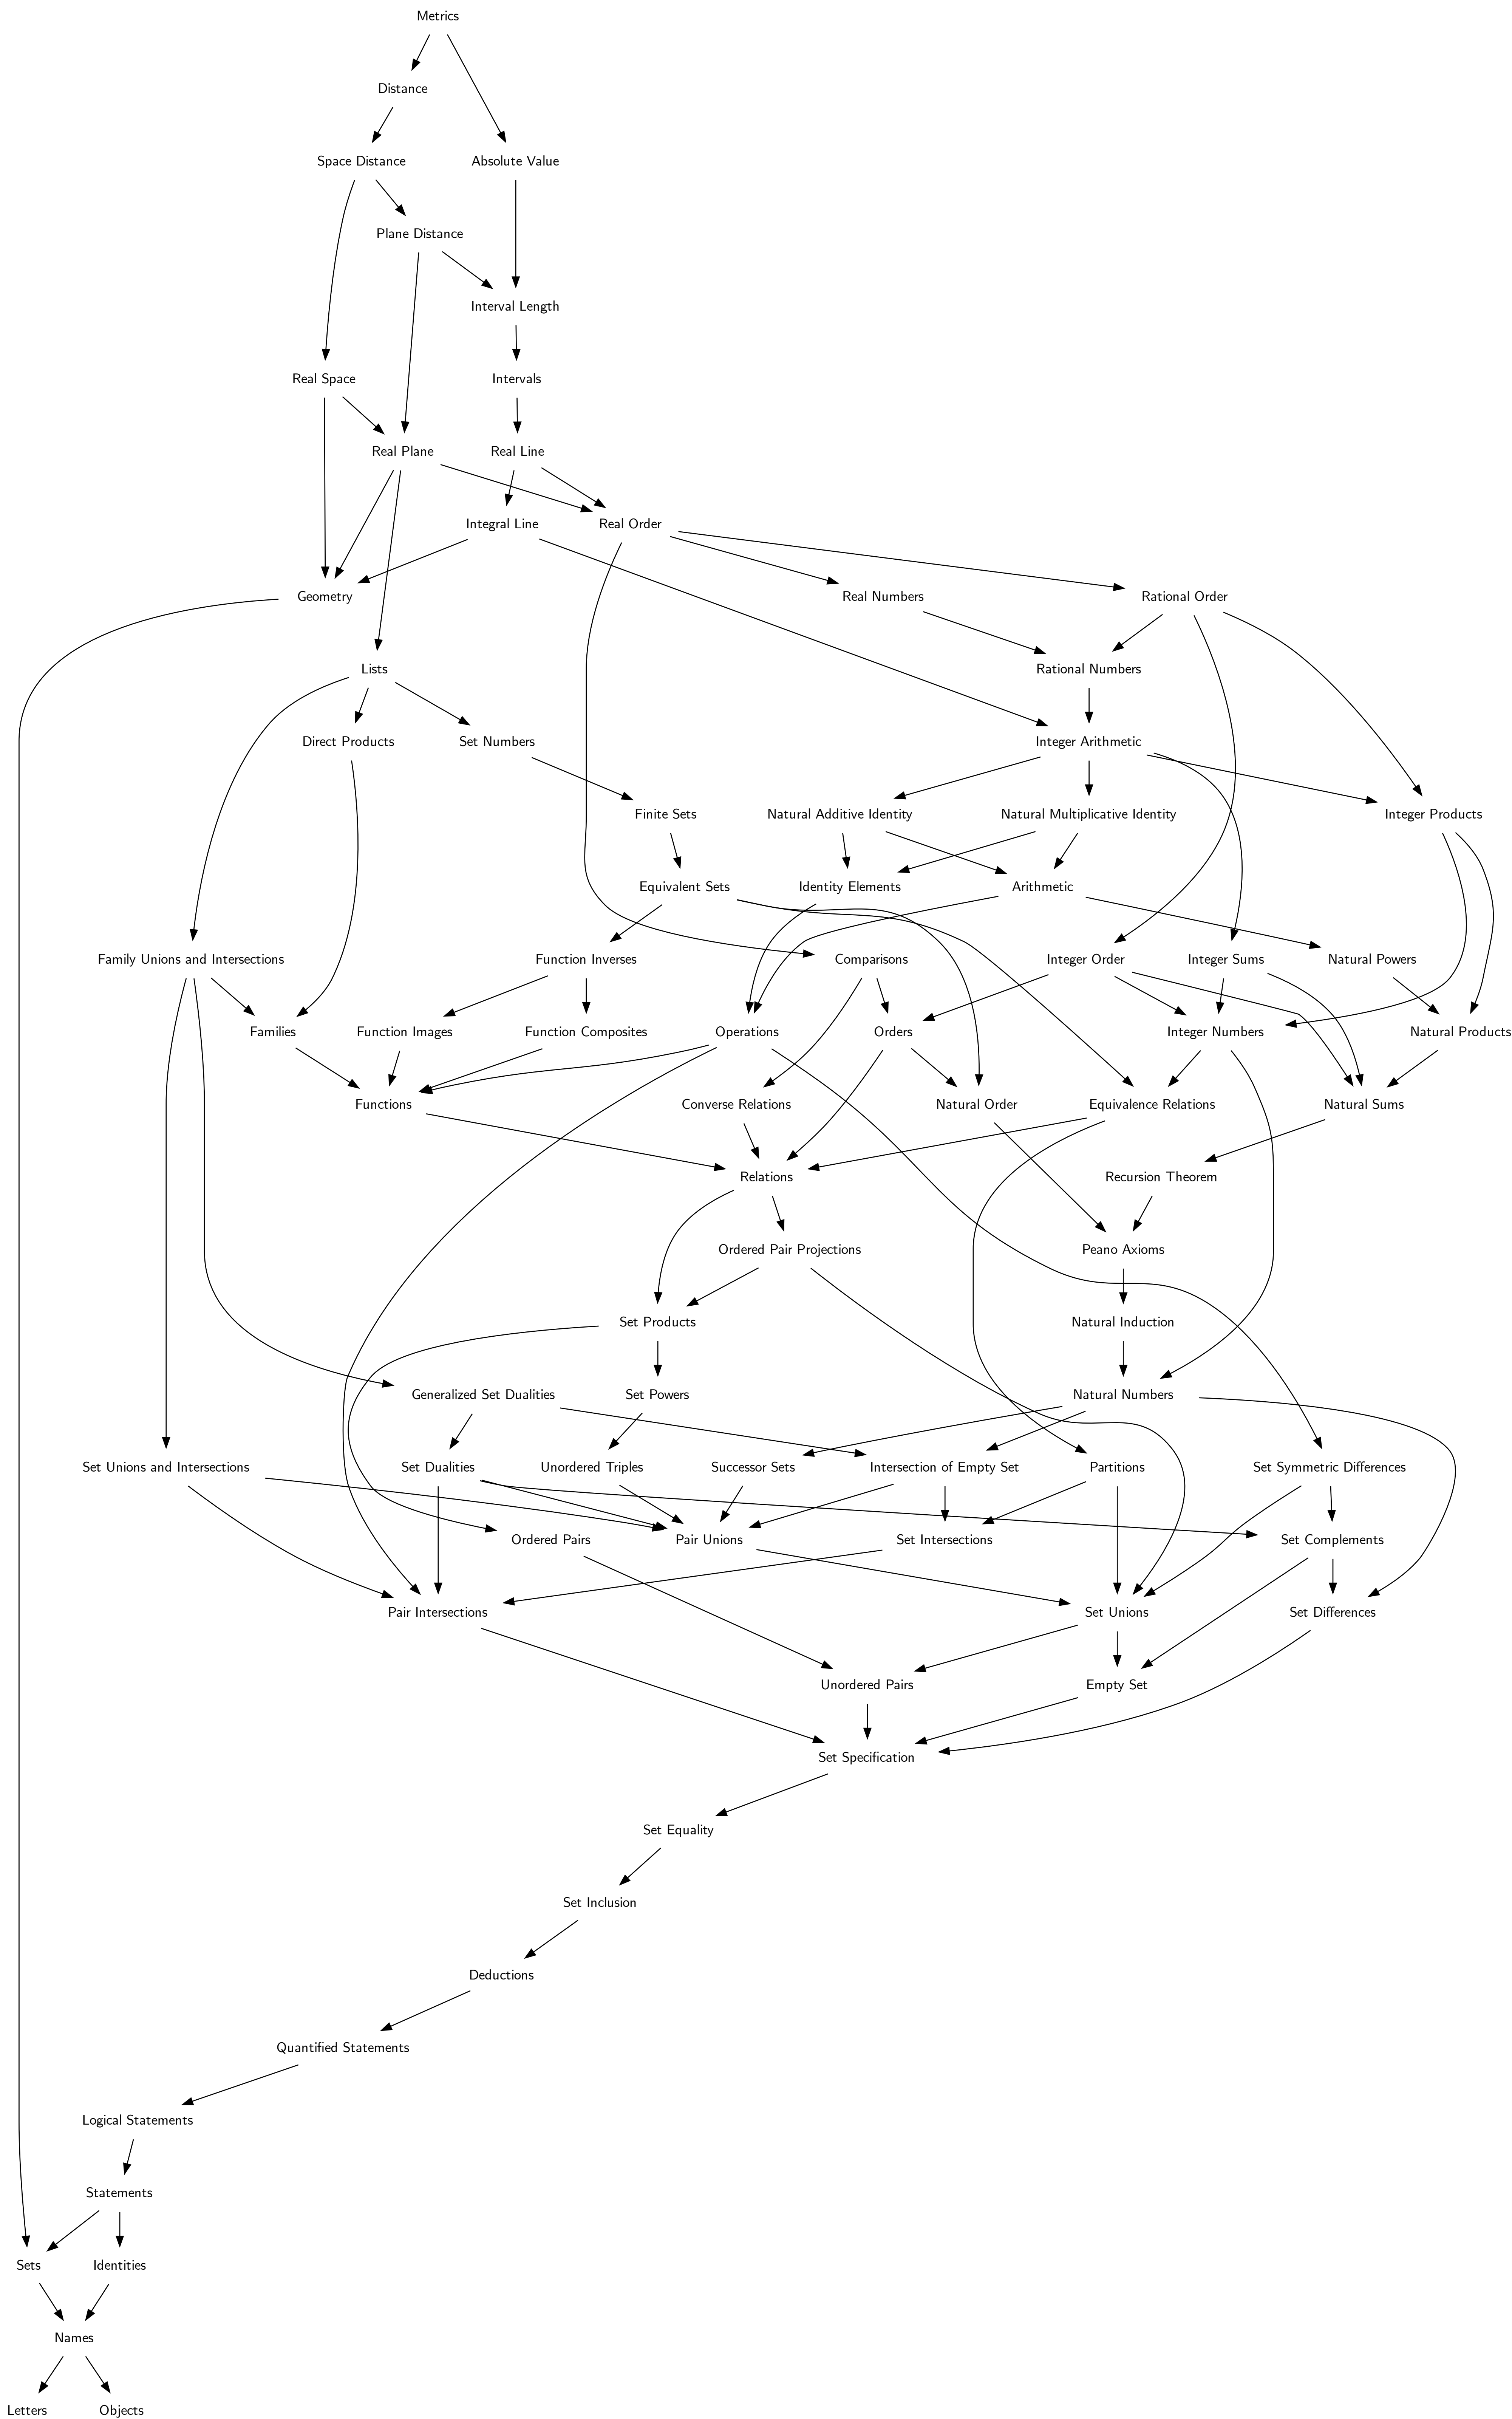 Metrics
Distance
Space Distance
Absolute Value
Plane Distance
Interval Length
Real Space
Intervals
Real Plane
Real Line
Integral Line
Real Order
Geometry
Real Numbers
Rational Order
Lists
Rational Numbers
Direct Products
Set Numbers
Integer Arithmetic
Finite Sets
Natural Additive Identity
Natural Multiplicative Identity
Integer Products
Equivalent Sets
Identity Elements
Arithmetic
Family Unions and Intersections
Function Inverses
Comparisons
Integer Order
Integer Sums
Natural Powers
Families
Function Images
Function Composites
Operations
Orders
Integer Numbers
Natural Products
Functions
Converse Relations
Natural Order
Equivalence Relations
Natural Sums
Relations
Recursion Theorem
Ordered Pair Projections
Peano Axioms
Set Products
Natural Induction
Generalized Set Dualities
Set Powers
Natural Numbers
Set Unions and Intersections
Set Dualities
Unordered Triples
Successor Sets
Intersection of Empty Set
Partitions
Set Symmetric Differences
Ordered Pairs
Pair Unions
Set Intersections
Set Complements
Pair Intersections
Set Unions
Set Differences
Unordered Pairs
Empty Set
Set Specification
Set Equality
Set Inclusion
Deductions
Quantified Statements
Logical Statements
Statements
Sets
Identities
Names
Letters
Objects